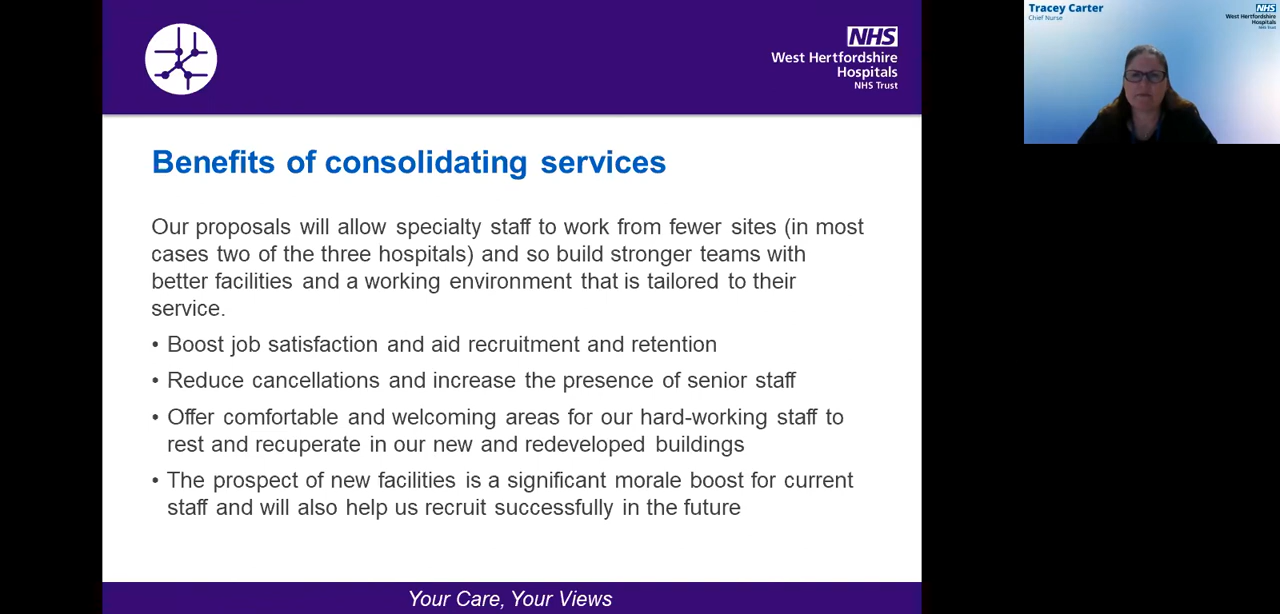 NHS
West Hertfordshire
Hospitals
NHS Trust
Benefits of consolidating services
Our proposals will allow specialty staff to work from fewer sites (in most
cases two of the three hospitals) and so build stronger teams with
better facilities and a working environment that is tailored to their
service.
• Boost job satisfaction and aid recruitment and retention
• Reduce cancellations and increase the presence of senior staff
• Offer comfortable and welcoming areas for our hard-working staff to
rest and recuperate in our new and redeveloped buildings
• The prospect of new facilities is a significant morale boost for current
staff and will also help us recruit successfully in the future
Your Care, Your Views
Tracey Carter
Chief Nurse
NHS
West Hertfordshire
Hospitals
NHS Trust